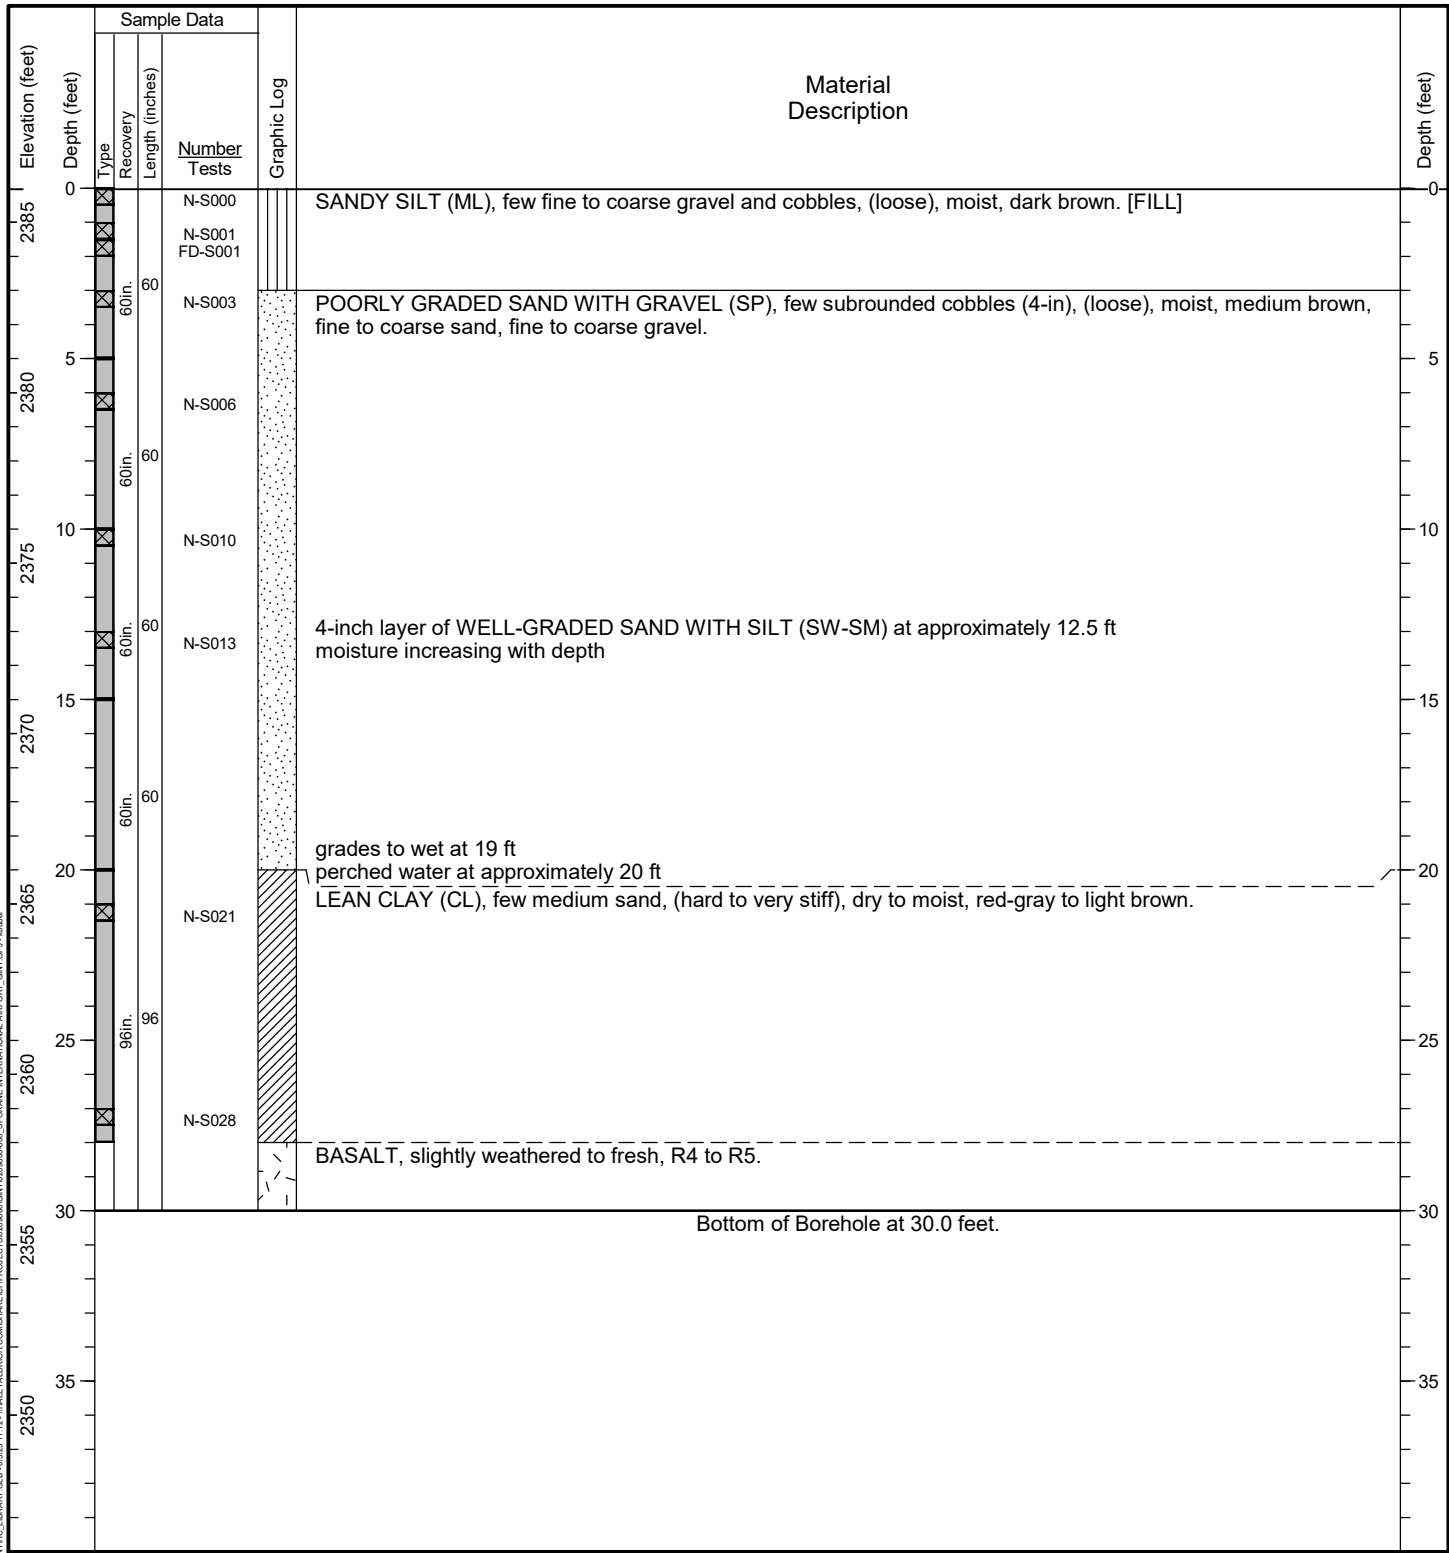 Sample Data
Elevation (feet)
Depth (feet)
Type
Recovery
Length (inches)
Number
Tests
Graphic Log
Material
Description
Depth (feet)
0
N-S000
SANDY SILT (ML), few fine to coarse gravel and cobbles, (loose), moist, dark brown. [FILL]
0
2385
N-S001
FD-S001
60in.
60
N-S003
POORLY GRADED SAND WITH GRAVEL (SP), few subrounded cobbles (4-in), (loose), moist, medium brown,
fine to coarse sand, fine to coarse gravel.
5
5
2380
N-S006
60in.
60
10
10
N-S010
2375
60in.
60
N-S013
4-inch layer of WELL-GRADED SAND WITH SILT (SW-SM) at approximately 12.5 ft
moisture increasing with depth
15
15
2370
60in.
60
grades to wet at 19 ft
perched water at approximately 20 ft
20
20
2365
LEAN CLAY (CL), few medium sand, (hard to very stiff), dry to moist, red-gray to light brown.
N-S021
96in.
96
25
25
2360
N-S028
BASALT, slightly weathered to fresh, R4 to R5.
30
30
Bottom of Borehole at 30.0 feet.
2355
35
35
2350